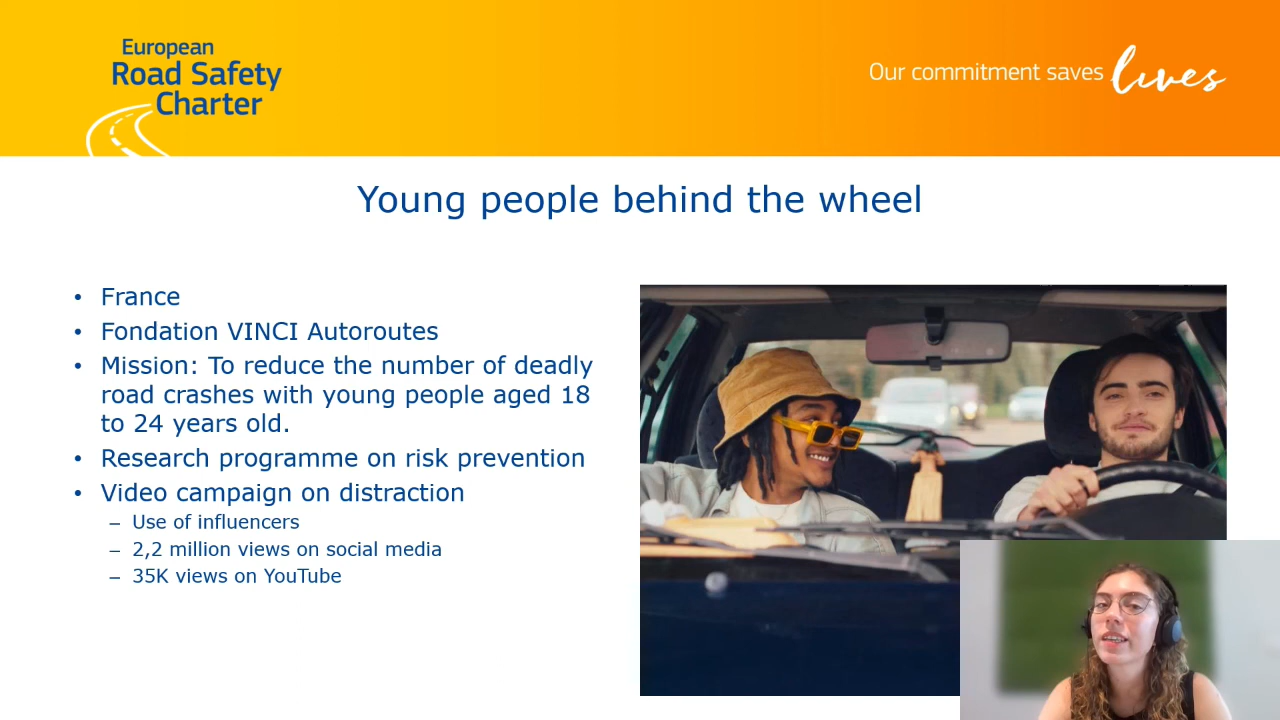 European
Road Safety
Charter
Our commitment saves lives
Young people behind the wheel
• France
• Fondation VINCI Autoroutes
• Mission: To reduce the number of deadly
road crashes with young people aged 18
to 24 years old.
• Research programme on risk prevention
• Video campaign on distraction
– Use of influencers
– 2,2 million views on social media
– 35K views on YouTube